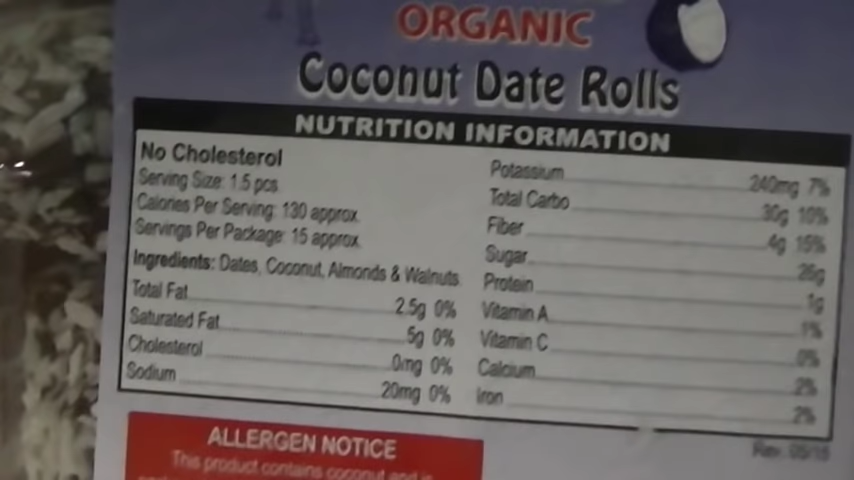 ORGANIC
Coconut Date Rolls
NUTRITION INFORMATION
No Cholesterol
Serving Size: 1.5 pcs
Calories Per Serving: 130 approx.
Servings Per Package: 15 approx.
Ingredients: Dates, Coconut, Almonds & Walnuts
Total Fat 2.5g 0%
Saturated Fat 5g 0%
Cholesterol 0mg 0%
Sodium 20mg 0%
Potassium 240mg 7%
Total Carbo 30g 10%
Fiber 4g 15%
Sugar 26g
Protein 1g
Vitamin A 1%
Vitamin C 0%
Calcium 2%
Iron 2%
ALLERGEN NOTICE
This product contains coconut and is